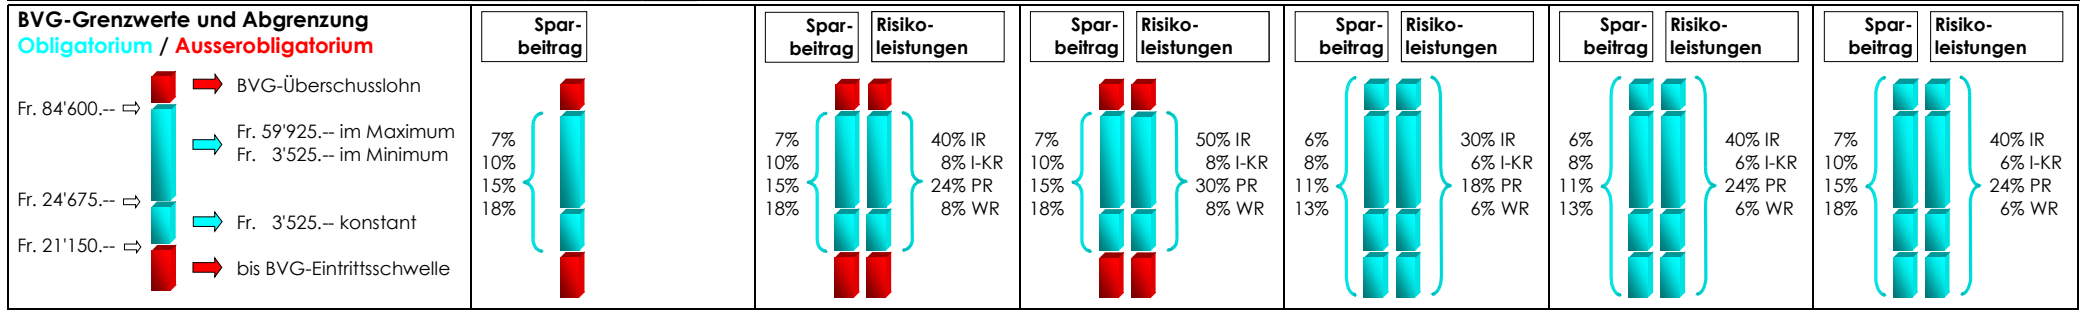 BVG-Grenzwerte und Abgrenzung
Obligatorium / Ausserobligatorium
BVG-Überschusslohn
Fr. 84'600.--
Fr. 59'925.-- im Maximum
Fr. 3'525.-- im Minimum
Fr. 24'675.--
Fr. 3'525.-- konstant
Fr. 21'150.--
bis BVG-Eintrittsschwelle
Spar-
beitrag
7%
10%
15%
18%
Spar-
beitrag
Risiko-
leistungen
7%
10%
15%
18%
40% IR
8% I-KR
24% PR
8% WR
Spar-
beitrag
Risiko-
leistungen
7%
10%
15%
18%
50% IR
8% I-KR
30% PR
8% WR
Spar-
beitrag
Risiko-
leistungen
6%
8%
11%
13%
30% IR
6% I-KR
18% PR
6% WR
Spar-
beitrag
Risiko-
leistungen
6%
8%
11%
13%
40% IR
6% I-KR
24% PR
6% WR
Spar-
beitrag
Risiko-
leistungen
7%
10%
15%
18%
40% IR
6% I-KR
24% PR
6% WR